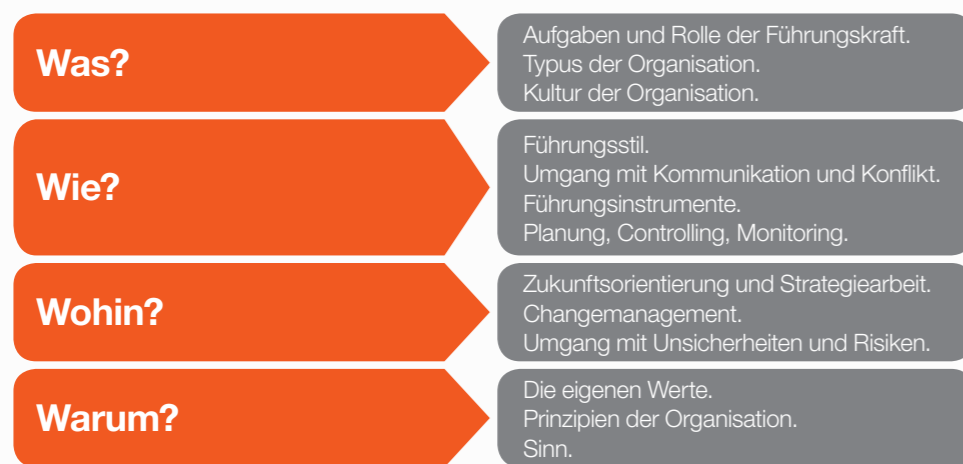 Was?
Aufgaben und Rolle der Führungskraft.
Typus der Organisation.
Kultur der Organisation.
Wie?
Führungsstil.
Umgang mit Kommunikation und Konflikt.
Führungsinstrumente.
Planung, Controlling, Monitoring.
Wohin?
Zukunftsorientierung und Strategiearbeit.
Changemanagement.
Umgang mit Unsicherheiten und Risiken.
Warum?
Die eigenen Werte.
Prinzipien der Organisation.
Sinn.